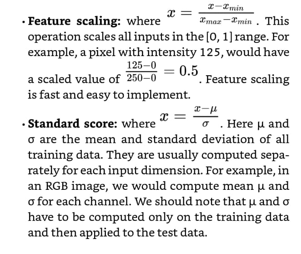 • Feature scaling: where x = (x−x_min)/(x_max−x_min) . This
operation scales all inputs in the [0, 1] range. For
example, a pixel with intensity 125, would have
a scaled value of (125−0)/(250−0) = 0.5 . Feature scaling
is fast and easy to implement.
• Standard score: where x = (x−μ)/σ . Here μ and
σ are the mean and standard deviation of all
training data. They are usually computed sepa-
rately for each input dimension. For example, in
an RGB image, we would compute mean μ and
σ for each channel. We should note that μ and σ
have to be computed only on the training data
and then applied to the test data.